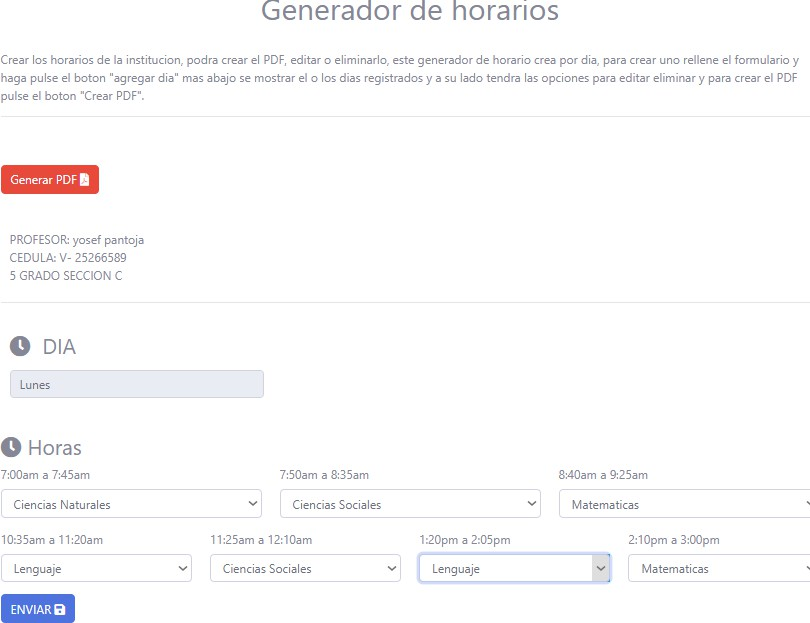 Generador de horarios
Crear los horarios de la institucion, podra crear el PDF, editar o eliminarlo, este generador de horario crea por dia, para crear uno rellene el formulario y
haga pulse el boton "agregar dia" mas abajo se mostrar el o los dias registrados y a su lado tendra las opciones para editar eliminar y para crear el PDF
pulse el boton "Crear PDF".
Generar PDF
PROFESOR: yosef pantoja
CEDULA: V- 25266589
5 GRADO SECCION C
DIA
Lunes
Horas
7:00am a 7:45am 7:50am a 8:35am 8:40am a 9:25am
Ciencias Naturales Ciencias Sociales Matematicas
10:35am a 11:20am 11:25am a 12:10am 1:20pm a 2:05pm 2:10pm a 3:00pm
Lenguaje Ciencias Sociales Lenguaje Matematicas
ENVIAR